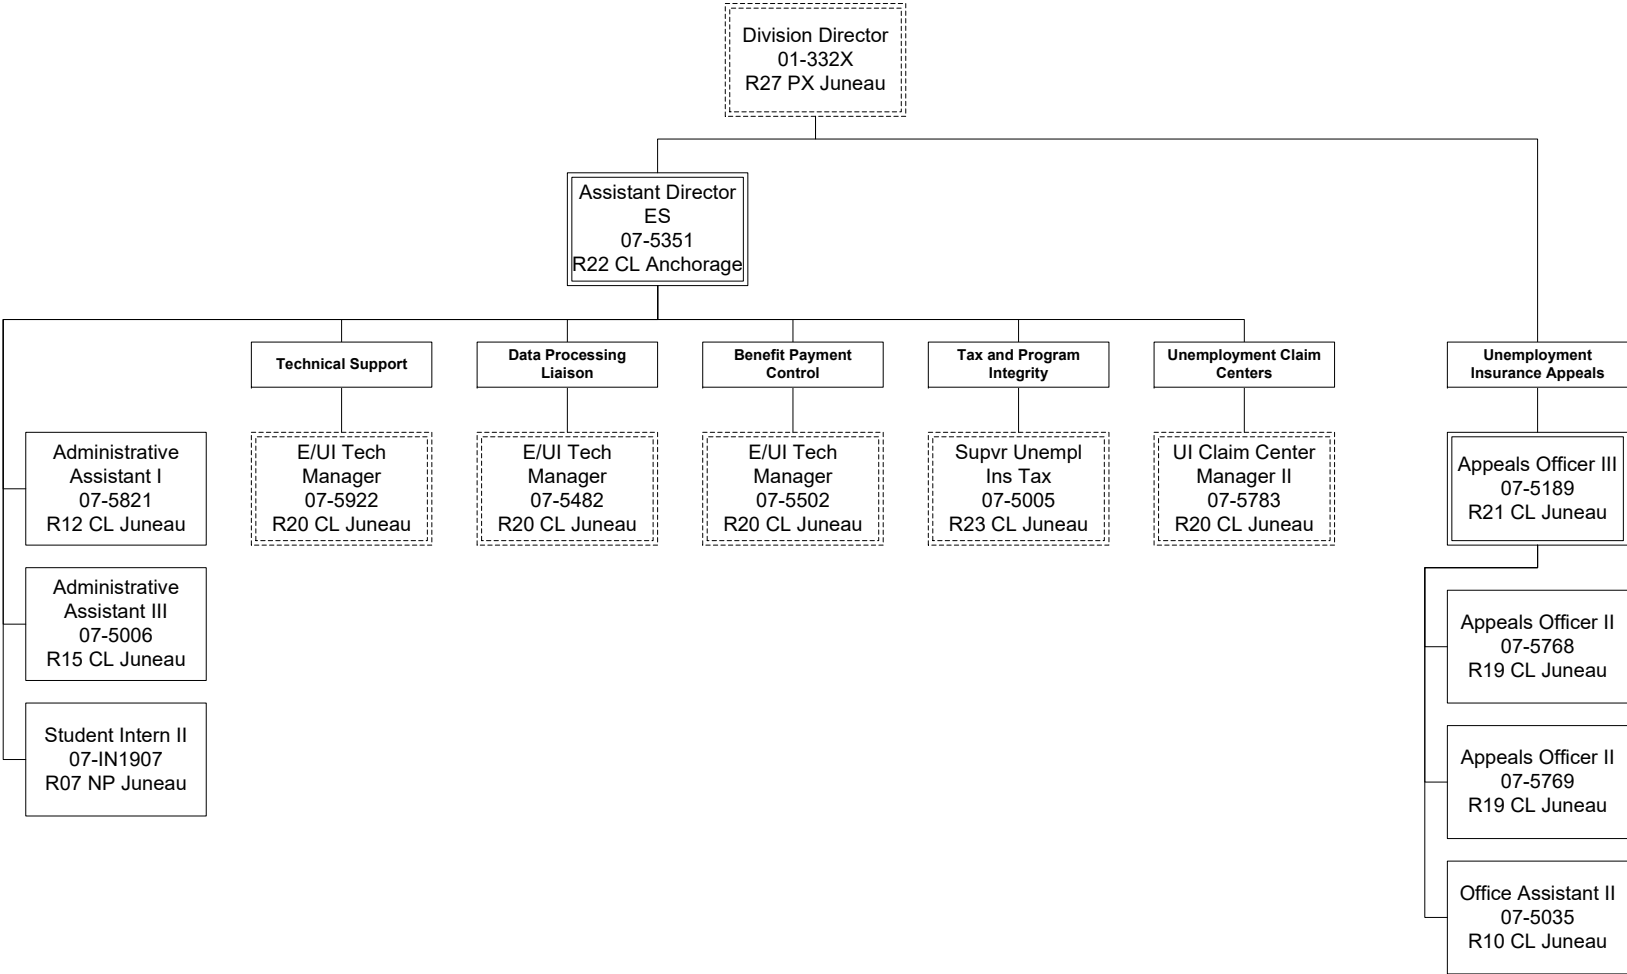 Division Director
01-332X
R27 PX Juneau
Assistant Director
ES
07-5351
R22 CL Anchorage
Technical Support
Data Processing
Liaison
Benefit Payment
Control
Tax and Program
Integrity
Unemployment Claim
Centers
Unemployment
Insurance Appeals
Administrative
Assistant I
07-5821
R12 CL Juneau
E/UI Tech
Manager
07-5922
R20 CL Juneau
E/UI Tech
Manager
07-5482
R20 CL Juneau
E/UI Tech
Manager
07-5502
R20 CL Juneau
Supvr Unempl
Ins Tax
07-5005
R23 CL Juneau
UI Claim Center
Manager II
07-5783
R20 CL Juneau
Appeals Officer III
07-5189
R21 CL Juneau
Administrative
Assistant III
07-5006
R15 CL Juneau
Appeals Officer II
07-5768
R19 CL Juneau
Student Intern II
07-IN1907
R07 NP Juneau
Appeals Officer II
07-5769
R19 CL Juneau
Office Assistant II
07-5035
R10 CL Juneau